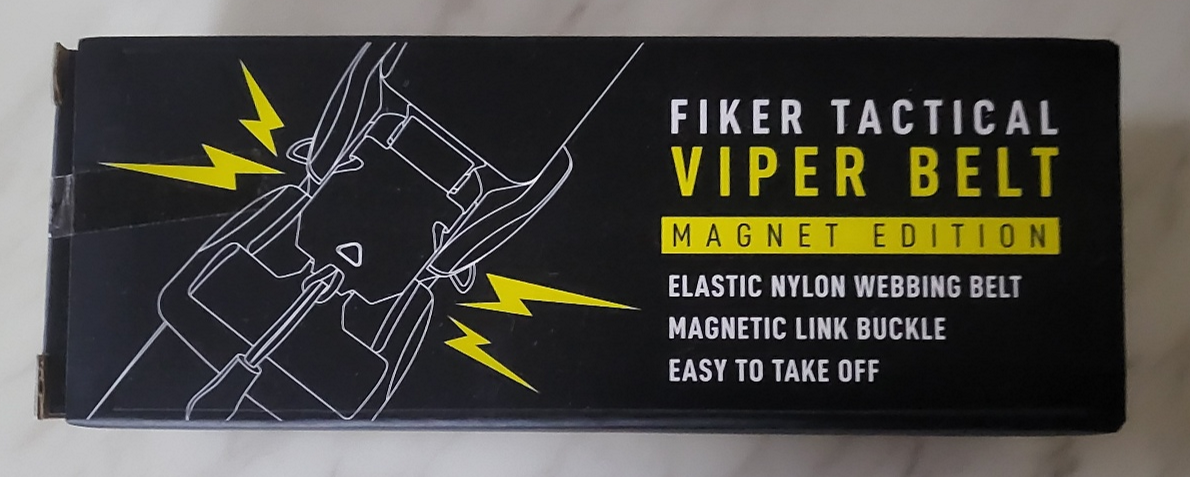 FIKER TACTICAL
VIPER BELT
MAGNET EDITION
ELASTIC NYLON WEBBING BELT
MAGNETIC LINK BUCKLE
EASY TO TAKE OFF